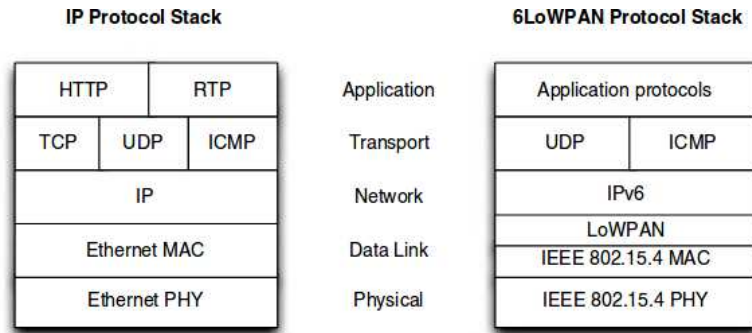 IP Protocol Stack
6LoWPAN Protocol Stack
HTTP RTP Application Application protocols
TCP UDP ICMP Transport UDP ICMP
IP Network IPv6
LoWPAN
Ethernet MAC Data Link IEEE 802.15.4 MAC
Ethernet PHY Physical IEEE 802.15.4 PHY